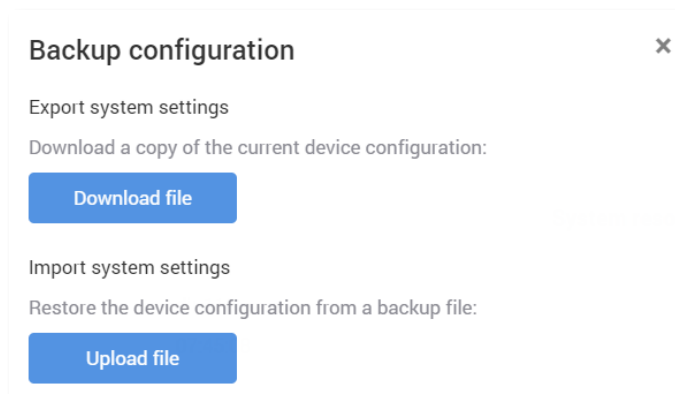 Backup configuration
Export system settings
Download a copy of the current device configuration:
Download file
Import system settings
Restore the device configuration from a backup file:
Upload file